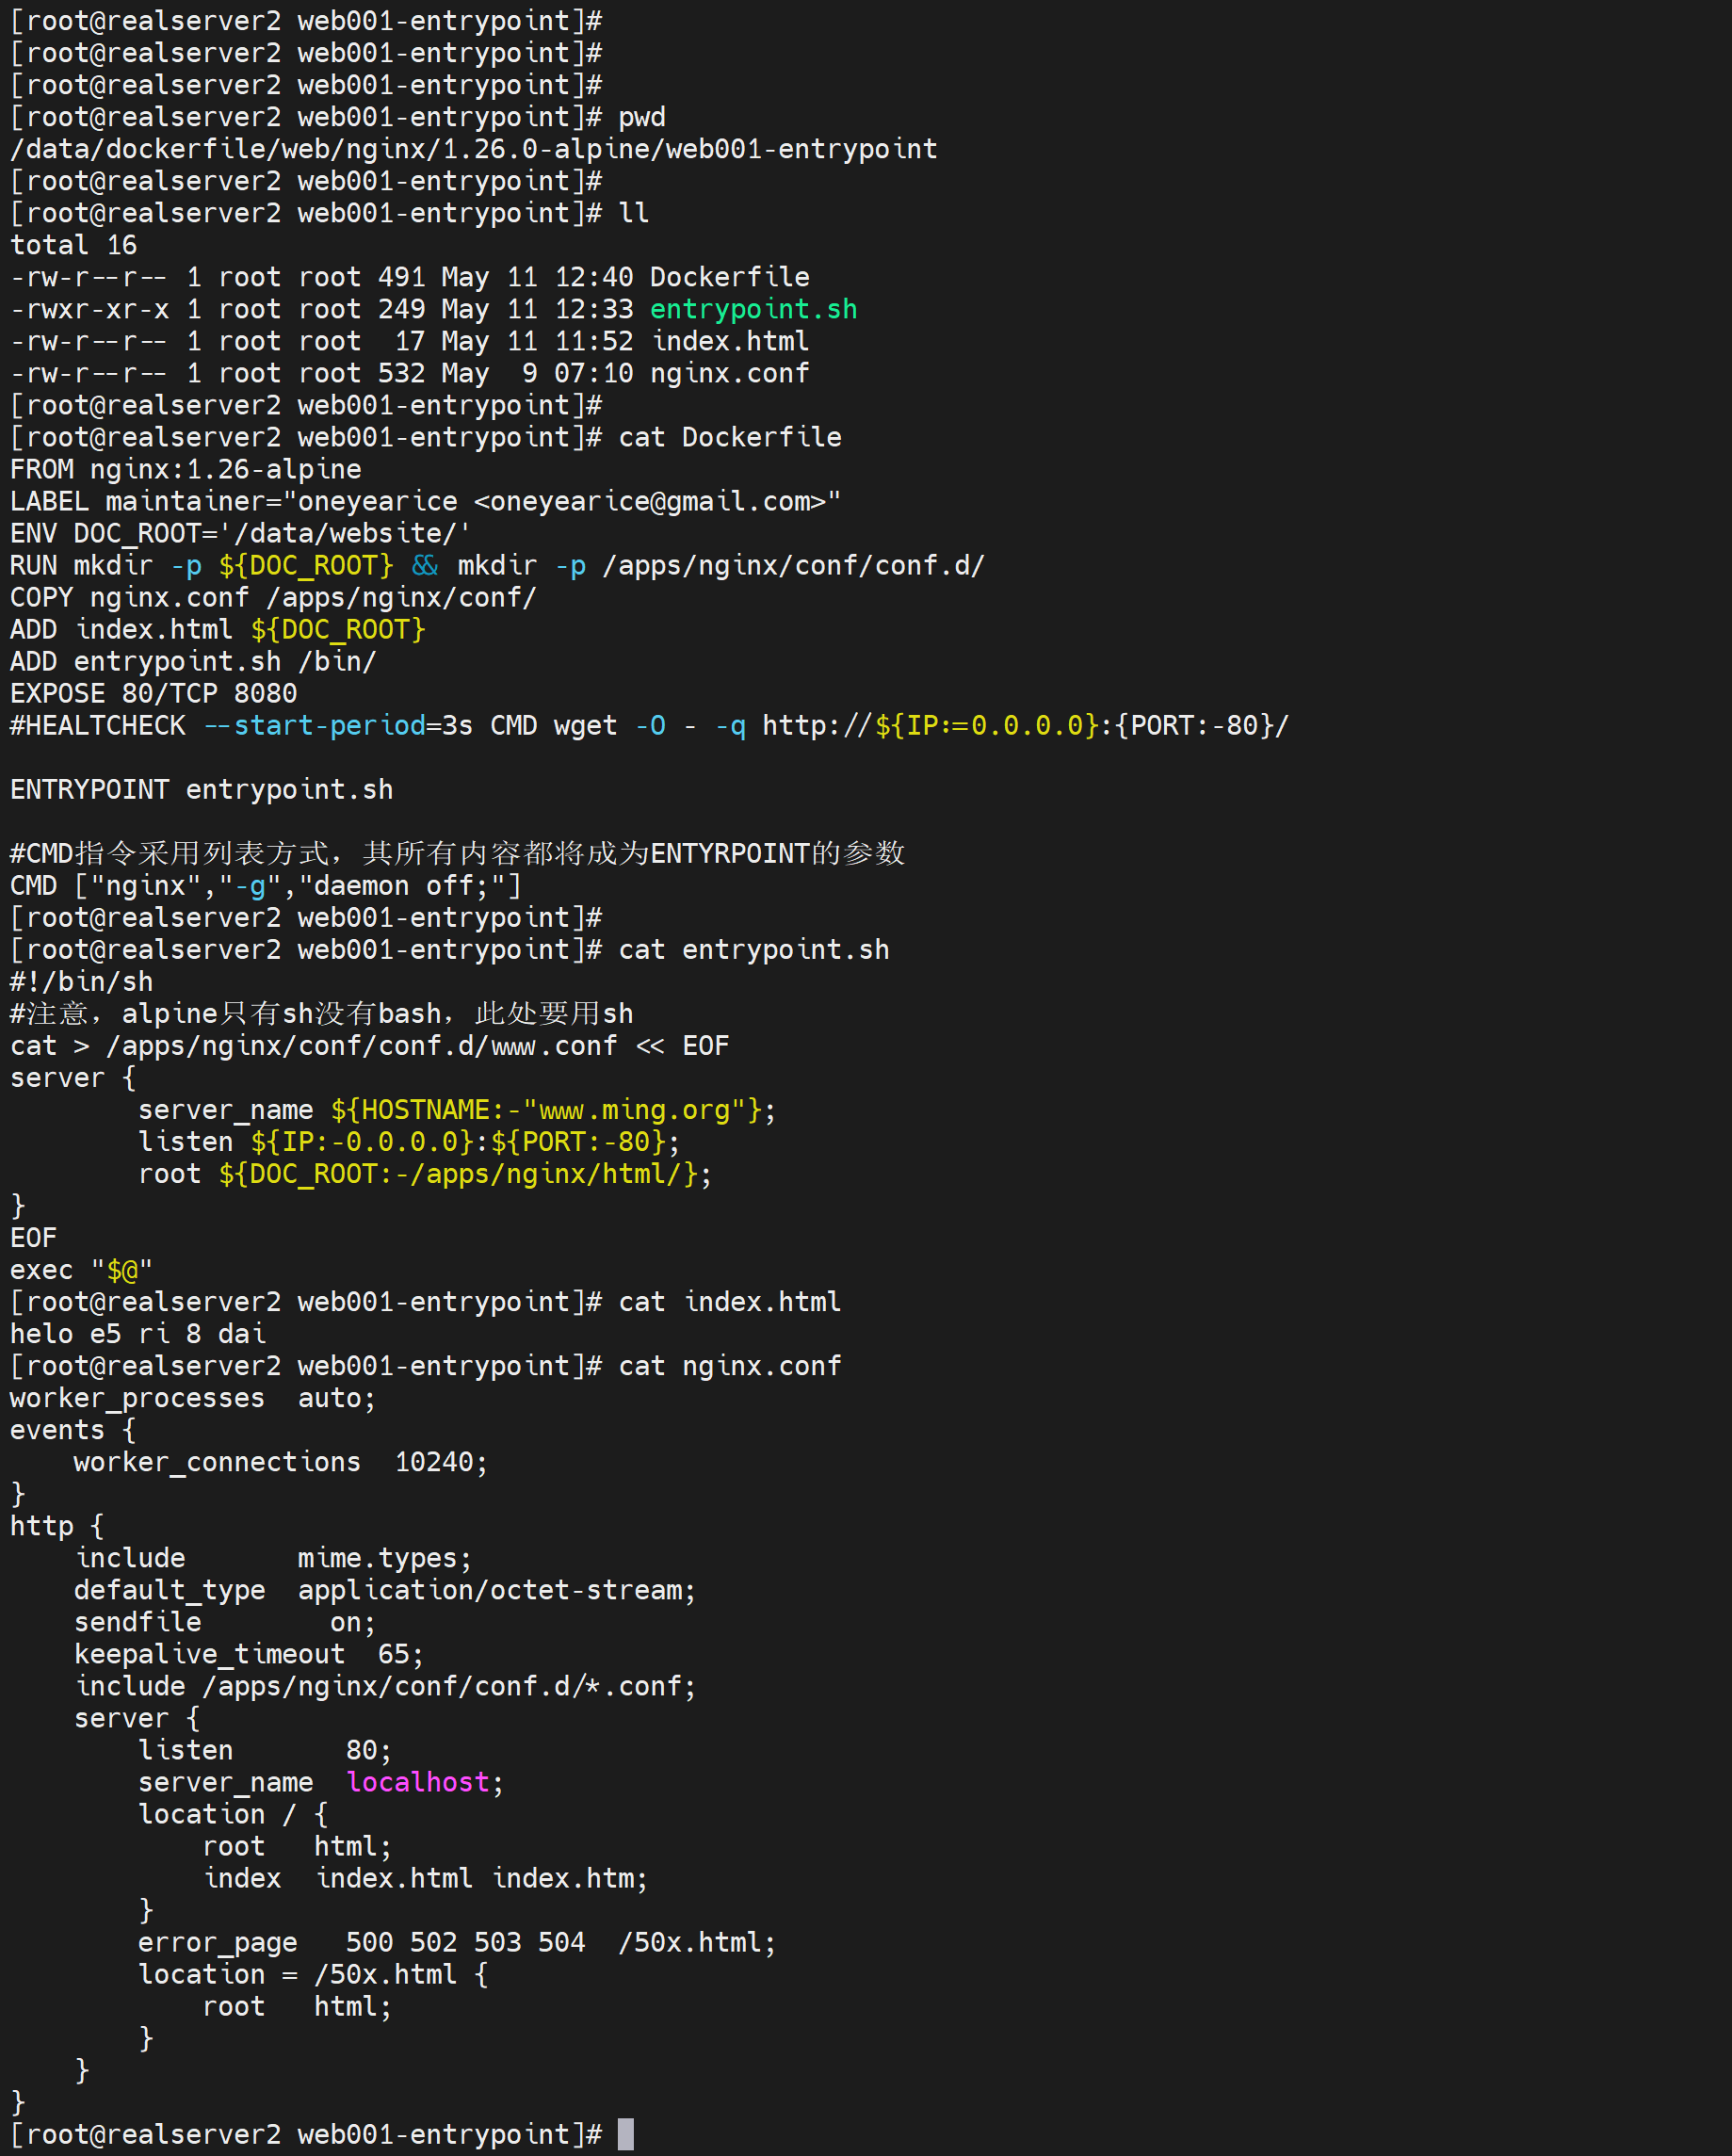 [root@realserver2 web001-entrypoint]#
[root@realserver2 web001-entrypoint]#
[root@realserver2 web001-entrypoint]#
[root@realserver2 web001-entrypoint]# pwd
/data/dockerfile/web/nginx/1.26.0-alpine/web001-entrypoint
[root@realserver2 web001-entrypoint]#
[root@realserver2 web001-entrypoint]# ll
total 16
-rw-r--r-- 1 root root 491 May 11 12:40 Dockerfile
-rwxr-xr-x 1 root root 249 May 11 12:33 entrypoint.sh
-rw-r--r-- 1 root root  17 May 11 11:52 index.html
-rw-r--r-- 1 root root 532 May  9 07:10 nginx.conf
[root@realserver2 web001-entrypoint]#
[root@realserver2 web001-entrypoint]# cat Dockerfile
FROM nginx:1.26-alpine
LABEL maintainer="oneyearice <oneyearice@gmail.com>"
ENV DOC_ROOT='/data/website/'
RUN mkdir -p ${DOC_ROOT} && mkdir -p /apps/nginx/conf/conf.d/
COPY nginx.conf /apps/nginx/conf/
ADD index.html ${DOC_ROOT}
ADD entrypoint.sh /bin/
EXPOSE 80/TCP 8080
#HEALTCHECK --start-period=3s CMD wget -O - -q http://${IP:=0.0.0.0}:{PORT:-80}/

ENTRYPOINT entrypoint.sh

#CMD指令采用列表方式，其所有内容都将成为ENTYRPOINT的参数
CMD ["nginx","-g","daemon off;"]
[root@realserver2 web001-entrypoint]#
[root@realserver2 web001-entrypoint]# cat entrypoint.sh
#!/bin/sh
#注意，alpine只有sh没有bash，此处要用sh
cat > /apps/nginx/conf/conf.d/www.conf << EOF
server {
        server_name ${HOSTNAME:-"www.ming.org"};
        listen ${IP:-0.0.0.0}:${PORT:-80};
        root ${DOC_ROOT:-/apps/nginx/html/};
}
EOF
exec "$@"
[root@realserver2 web001-entrypoint]# cat index.html
helo e5 ri 8 dai
[root@realserver2 web001-entrypoint]# cat nginx.conf
worker_processes  auto;
events {
    worker_connections  10240;
}
http {
    include       mime.types;
    default_type  application/octet-stream;
    sendfile        on;
    keepalive_timeout  65;
    include /apps/nginx/conf/conf.d/*.conf;
    server {
        listen       80;
        server_name  localhost;
        location / {
            root   html;
            index  index.html index.htm;
        }
        error_page   500 502 503 504  /50x.html;
        location = /50x.html {
            root   html;
        }
    }
}
[root@realserver2 web001-entrypoint]#